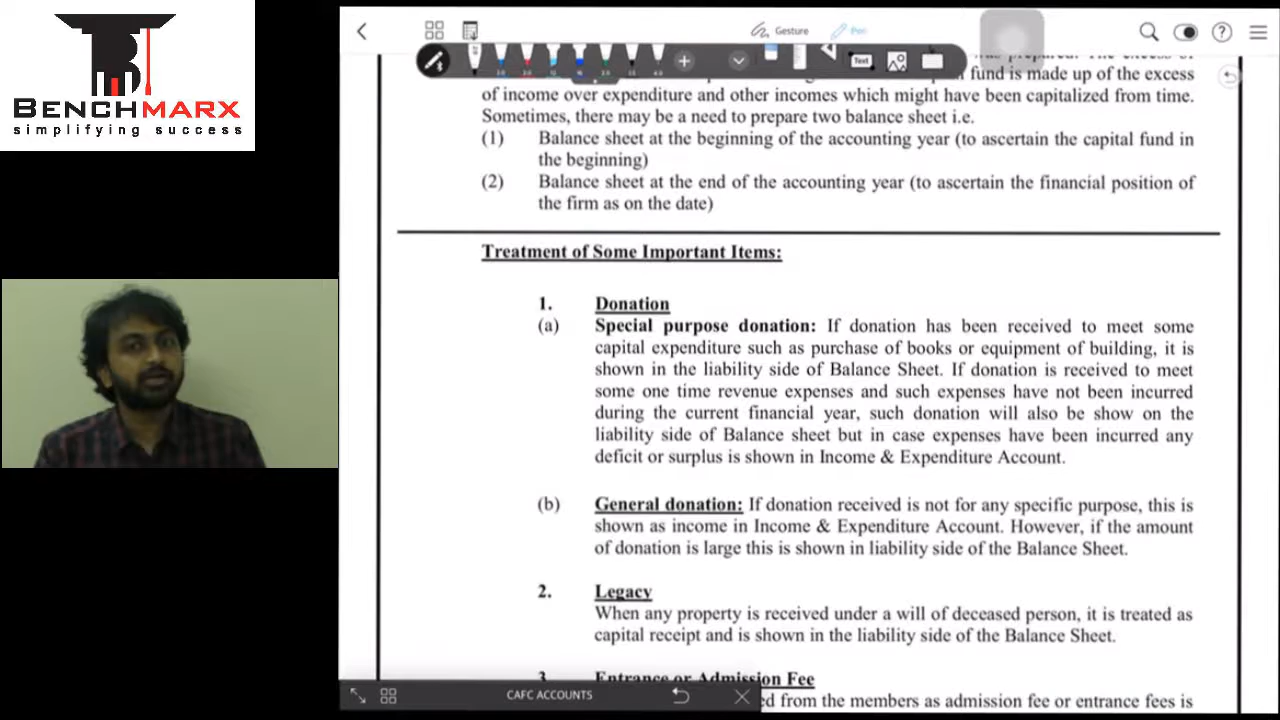 BENCHMARX
simplifying success
Gesture
Pen
Text
fund is made up of the excess
of income over expenditure and other incomes which might have been capitalized from time.
Sometimes, there may be a need to prepare two balance sheet i.e.
(1) Balance sheet at the beginning of the accounting year (to ascertain the capital fund in
the beginning)
(2) Balance sheet at the end of the accounting year (to ascertain the financial position of
the firm as on the date)
Treatment of Some Important Items:
1. Donation
(a) Special purpose donation: If donation has been received to meet some
capital expenditure such as purchase of books or equipment of building, it is
shown in the liability side of Balance Sheet. If donation is received to meet
some one time revenue expenses and such expenses have not been incurred
during the current financial year, such donation will also be show on the
liability side of Balance sheet but in case expenses have been incurred any
deficit or surplus is shown in Income & Expenditure Account.
(b) General donation: If donation received is not for any specific purpose, this is
shown as income in Income & Expenditure Account. However, if the amount
of donation is large this is shown in liability side of the Balance Sheet.
2. Legacy
When any property is received under a will of deceased person, it is treated as
capital receipt and is shown in the liability side of the Balance Sheet.
3. Entrance or Admission Fee
CAFC ACCOUNTS
from the members as admission fee or entrance fees is